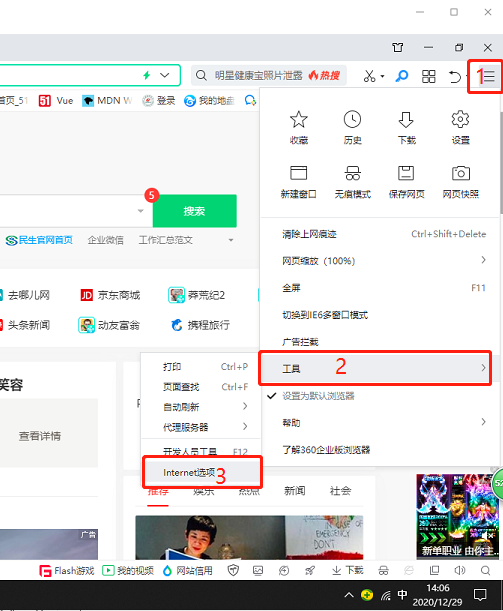 明星健康宝照片泄露 热搜
1
首页_51
51 Vue
MDN W
登录
我的地盘
收藏 历史 下载 设置
新建窗口 无痕模式 保存网页 网页快照
5
搜索
清除上网痕迹 Ctrl+Shift+Delete
民生官网首页 企业微信 工作汇总范文
网页缩放（100%）
全屏 F11
去哪儿网 JD 京东商城 莽荒纪2
切换到IE6多窗口模式
头条新闻 动友富翁 携程旅行
广告拦截
工具 2
打印 Ctrl+P
页面查找 Ctrl+F
自动刷新
代理服务器
开发人员工具 F12
Internet选项 3
设置为默认浏览器
帮助
了解360企业版浏览器
笑容
查看详情
推荐 娱乐 热点 新闻 社会
广告
IN CASE OF
EMERGENCY
DON'T
52
新单职业 由你主
Flash游戏 我的视频 网站信用 下载
中 14:06
2020/12/29